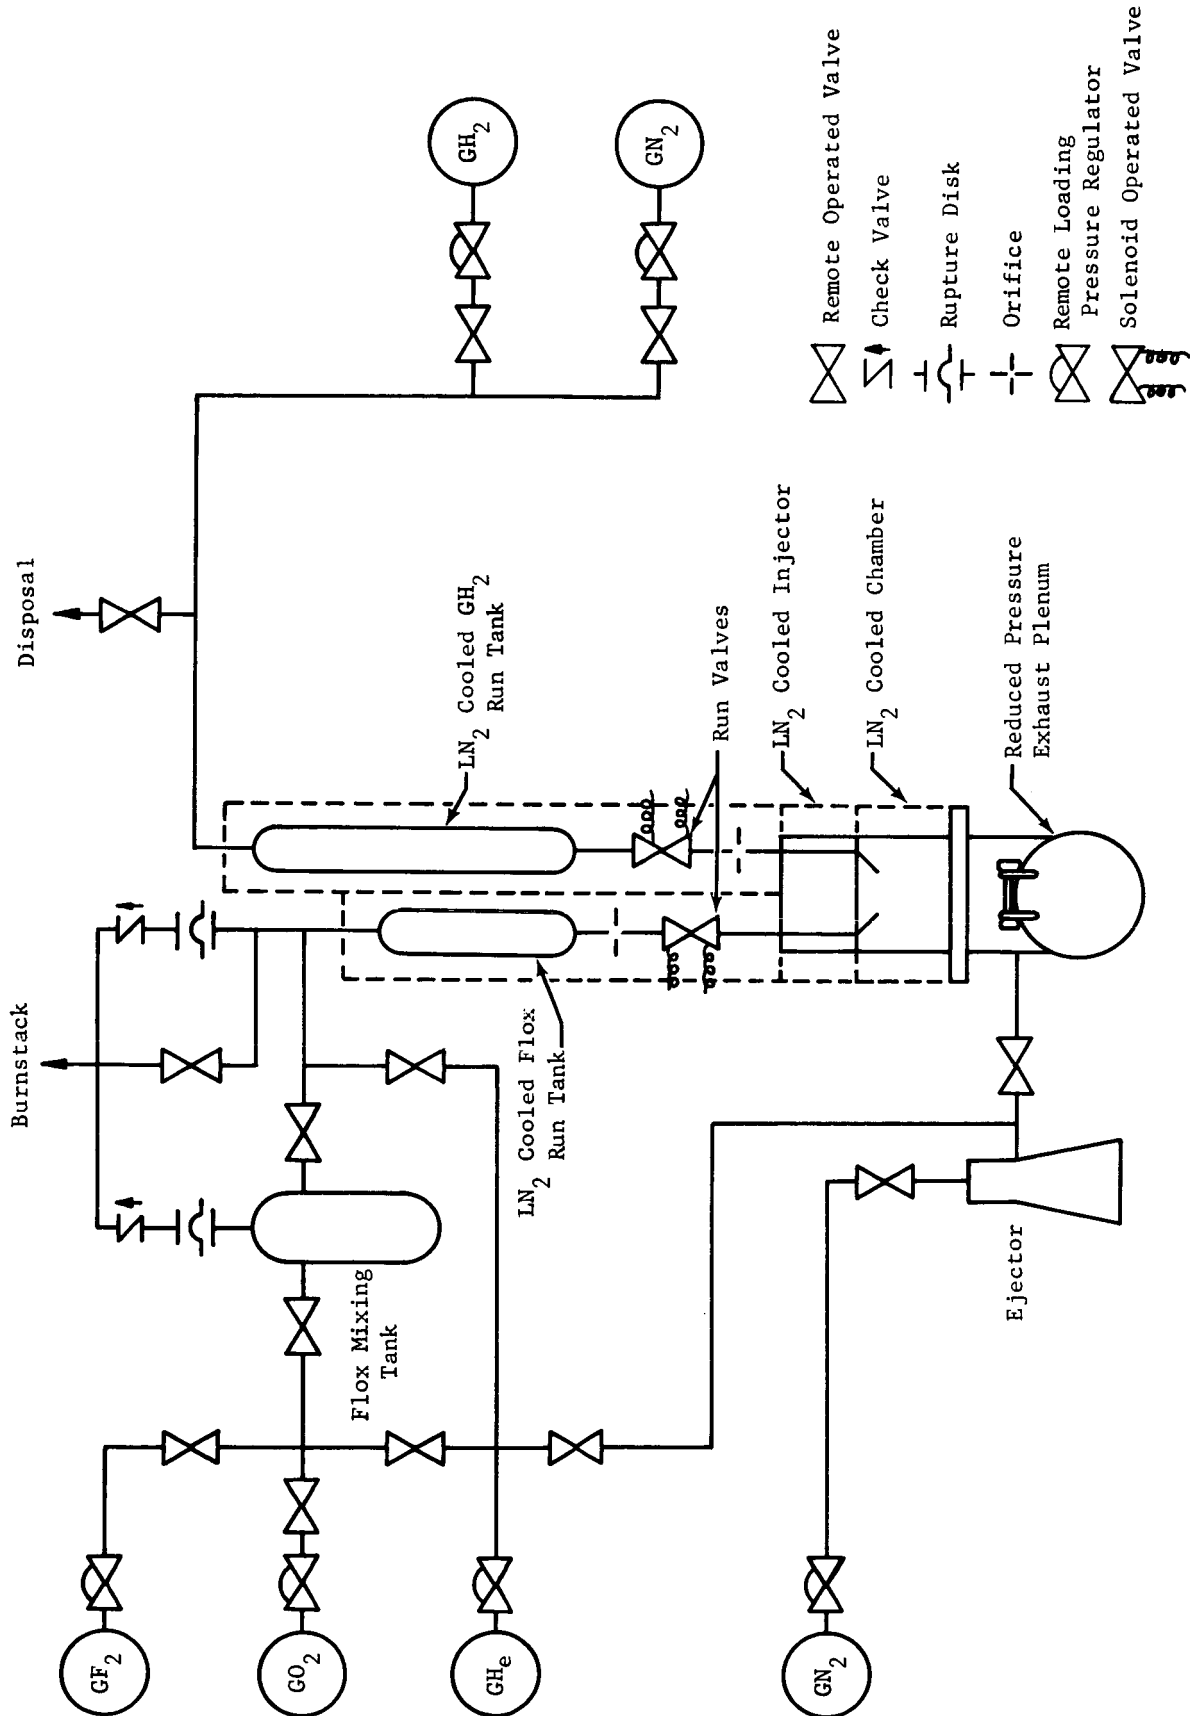 Disposal
Burnstack
GH2
GN2
LN2 Cooled GH2
Run Tank
LN2 Cooled Flox
Run Tank
Run Valves
LN2 Cooled Injector
LN2 Cooled Chamber
Reduced Pressure
Exhaust Plenum
Flox Mixing
Tank
Ejector
GF2
GO2
GHe
GN2
Remote Operated Valve
Check Valve
Rupture Disk
Orifice
Remote Loading
Pressure Regulator
Solenoid Operated Valve